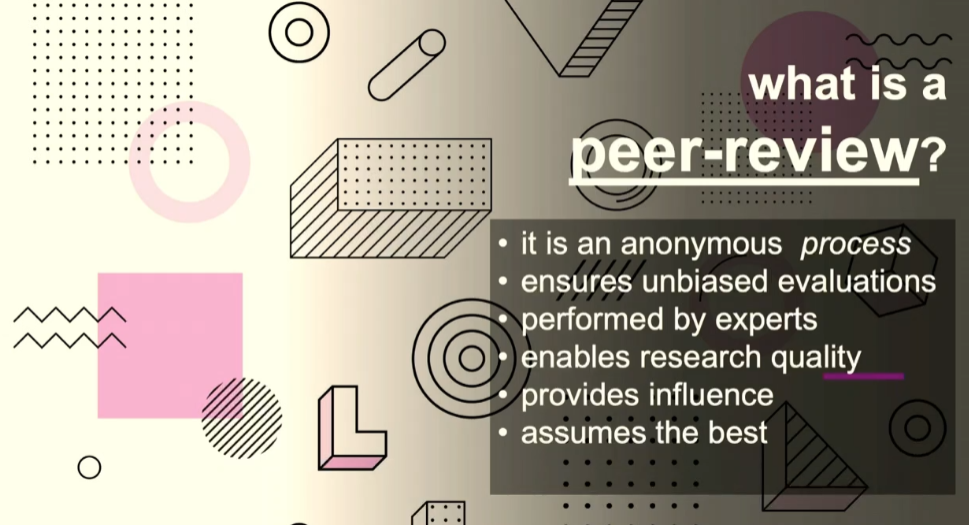 what is a
peer-review?
• it is an anonymous process
• ensures unbiased evaluations
• performed by experts
• enables research quality
• provides influence
• assumes the best